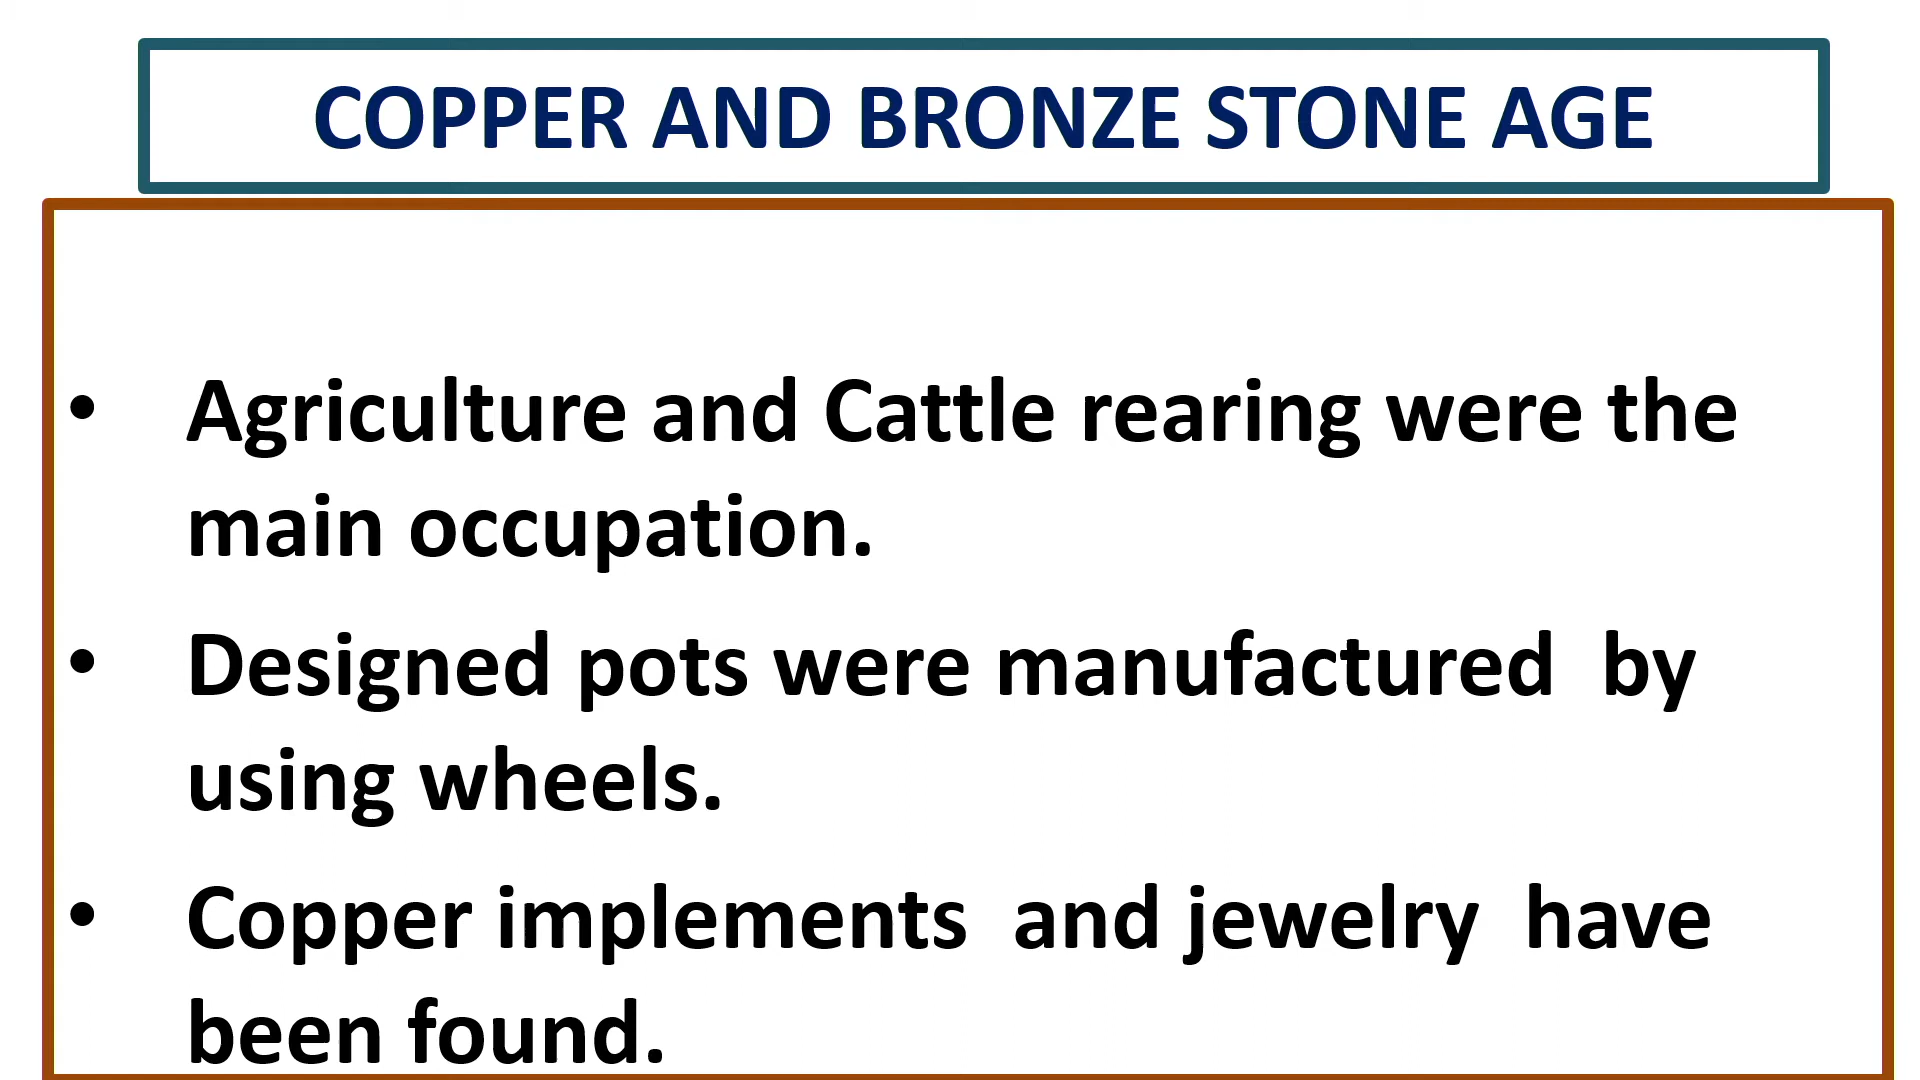 COPPER AND BRONZE STONE AGE
• Agriculture and Cattle rearing were the
main occupation.
• Designed pots were manufactured  by
using wheels.
• Copper implements  and jewelry  have
been found.